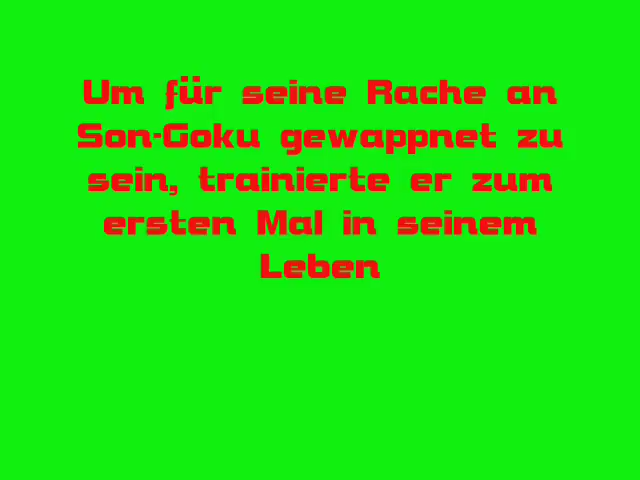 Um für seine Rache an
Son-Goku gewappnet zu
sein, trainierte er zum
ersten Mal in seinem
Leben